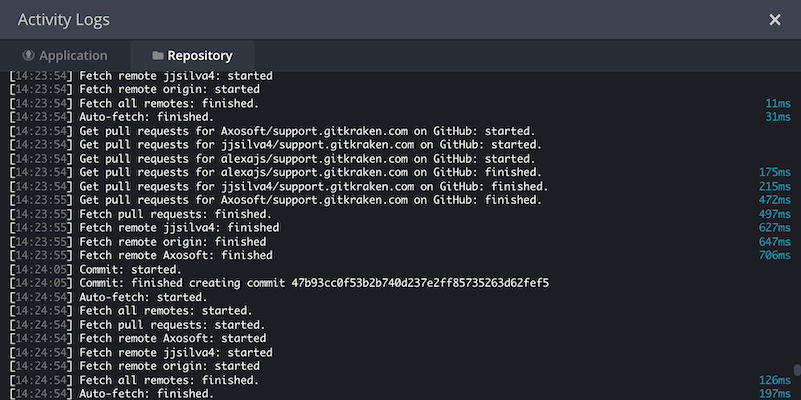 Activity Logs
Application
Repository
[14:23:54] Fetch remote jjsilva4: started
[14:23:54] Fetch remote origin: started
[14:23:54] Fetch all remotes: finished. 11ms
[14:23:54] Auto-fetch: finished. 31ms
[14:23:54] Get pull requests for Axosoft/support.gitkraken.com on GitHub: started.
[14:23:54] Get pull requests for jjsilva4/support.gitkraken.com on GitHub: started.
[14:23:54] Get pull requests for alexajs/support.gitkraken.com on GitHub: started.
[14:23:54] Get pull requests for alexajs/support.gitkraken.com on GitHub: finished. 175ms
[14:23:54] Get pull requests for jjsilva4/support.gitkraken.com on GitHub: finished. 215ms
[14:23:55] Get pull requests for Axosoft/support.gitkraken.com on GitHub: finished. 472ms
[14:23:55] Fetch pull requests: finished. 497ms
[14:23:55] Fetch remote jjsilva4: finished 627ms
[14:23:55] Fetch remote origin: finished 647ms
[14:23:55] Fetch remote Axosoft: finished 706ms
[14:24:05] Commit: started.
[14:24:05] Commit: finished creating commit 47b93cc0f53b2b740d237e2ff85735263d62fef5
[14:24:54] Auto-fetch: started.
[14:24:54] Fetch all remotes: started.
[14:24:54] Fetch pull requests: started.
[14:24:54] Fetch remote Axosoft: started
[14:24:54] Fetch remote jjsilva4: started
[14:24:54] Fetch remote origin: started
[14:24:54] Fetch all remotes: finished. 126ms
[14:24:54] Auto-fetch: finished. 197ms